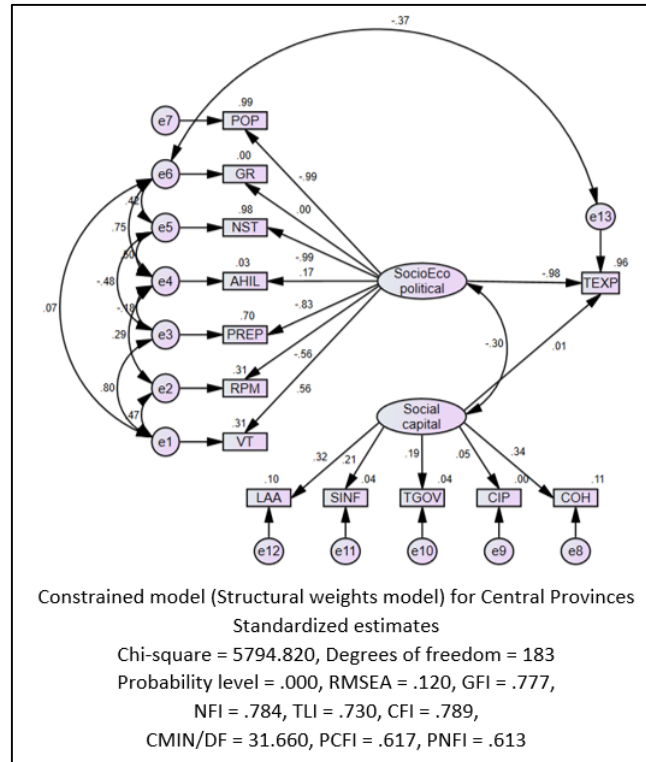 -.37
.99
e7 POP
.00
e6 GR
-.99
.42
.00
.98
e5 NST
e13
.75
.60
-.99
.03
.17
.96
e4 AHIL
SocioEco
political
-.98
TEXP
-.48
-.18
.70
-.83
.07
e3 PREP
.29
-.56
.31
-.30
.01
e2 RPM
.56
.80
.31
.47
e1 VT
Social
capital
.32
.21
.19
.05
.34
.10
.04
.04
.00
.11
LAA SINF TGOV CIP COH
e12 e11 e10 e9 e8
Constrained model (Structural weights model) for Central Provinces
Standardized estimates
Chi-square = 5794.820, Degrees of freedom = 183
Probability level = .000, RMSEA = .120, GFI = .777,
NFI = .784, TLI = .730, CFI = .789,
CMIN/DF = 31.660, PCFI = .617, PNFI = .613